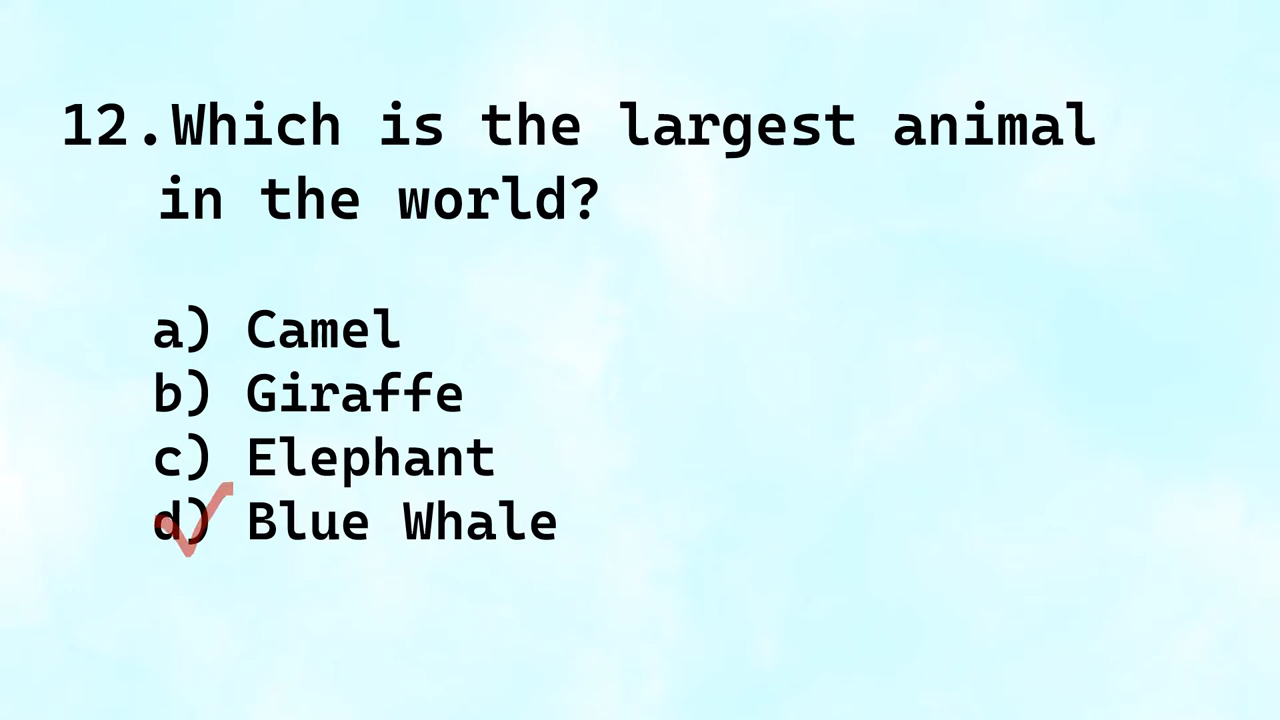 12.Which is the largest animal
in the world?
a) Camel
b) Giraffe
c) Elephant
d) Blue Whale